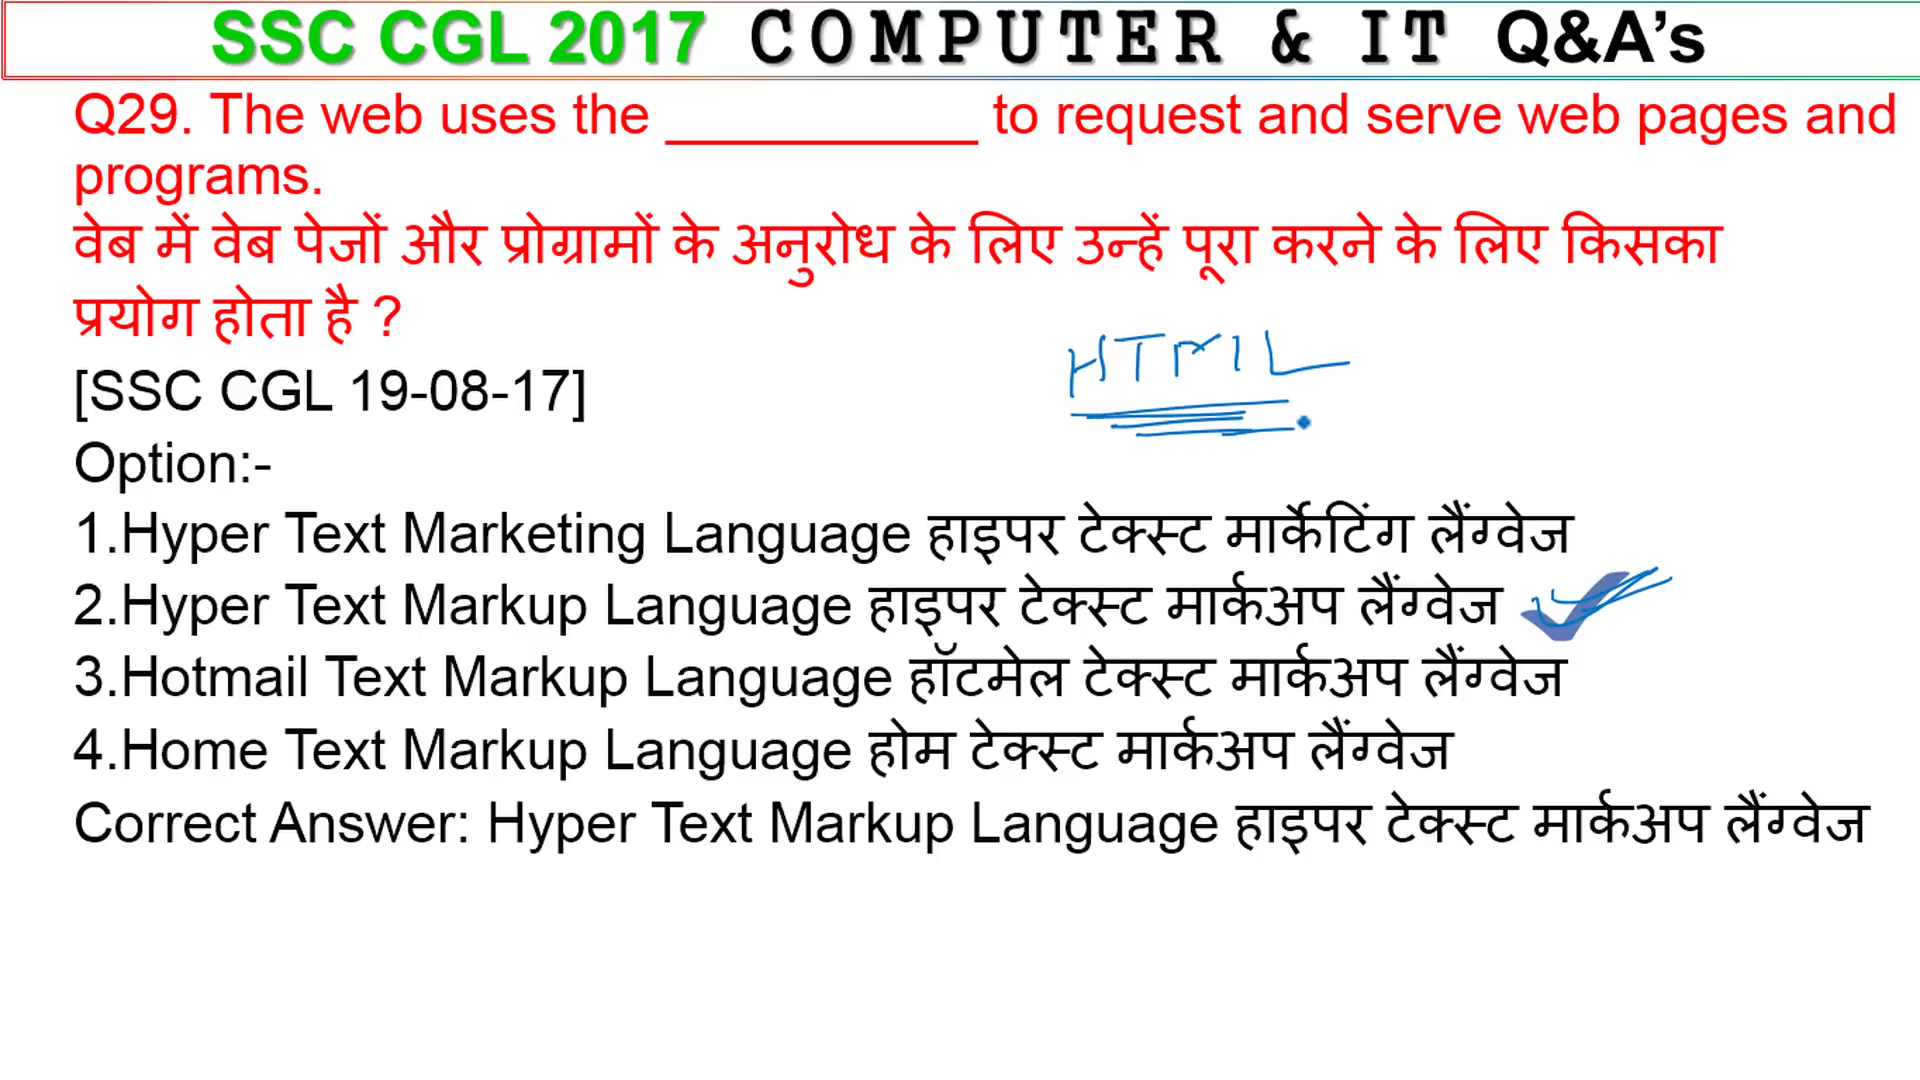 SSC CGL 2017 COMPUTER & IT Q&A’s
Q29. The web uses the __________ to request and serve web pages and
programs.
वेब में वेब पेजों और प्रोग्रामों के अनुरोध के लिए उन्हें पूरा करने के लिए किसका
प्रयोग होता है ?
HTML
[SSC CGL 19-08-17]
Option:-
1.Hyper Text Marketing Language हाइपर टेक्स्ट मार्केटिंग लैंग्वेज
2.Hyper Text Markup Language हाइपर टेक्स्ट मार्कअप लैंग्वेज
3.Hotmail Text Markup Language हॉटमेल टेक्स्ट मार्कअप लैंग्वेज
4.Home Text Markup Language होम टेक्स्ट मार्कअप लैंग्वेज
Correct Answer: Hyper Text Markup Language हाइपर टेक्स्ट मार्कअप लैंग्वेज